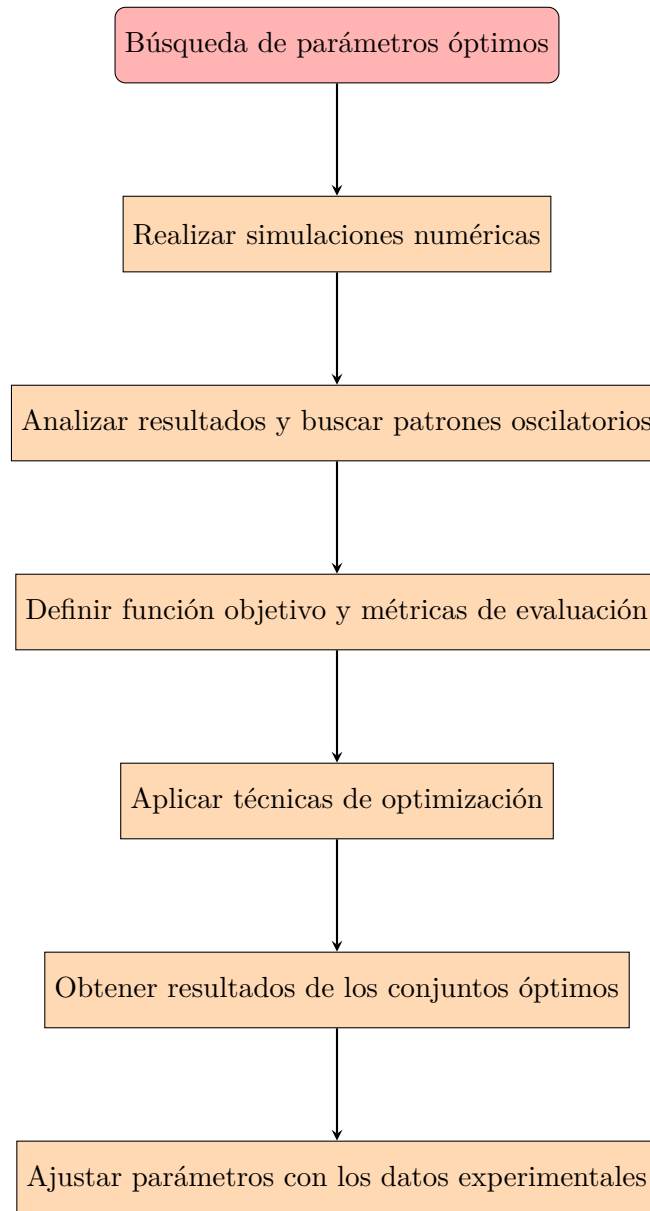 Búsqueda de parámetros óptimos
Realizar simulaciones numéricas
Analizar resultados y buscar patrones oscilatorios
Definir función objetivo y métricas de evaluación
Aplicar técnicas de optimización
Obtener resultados de los conjuntos óptimos
Ajustar parámetros con los datos experimentales